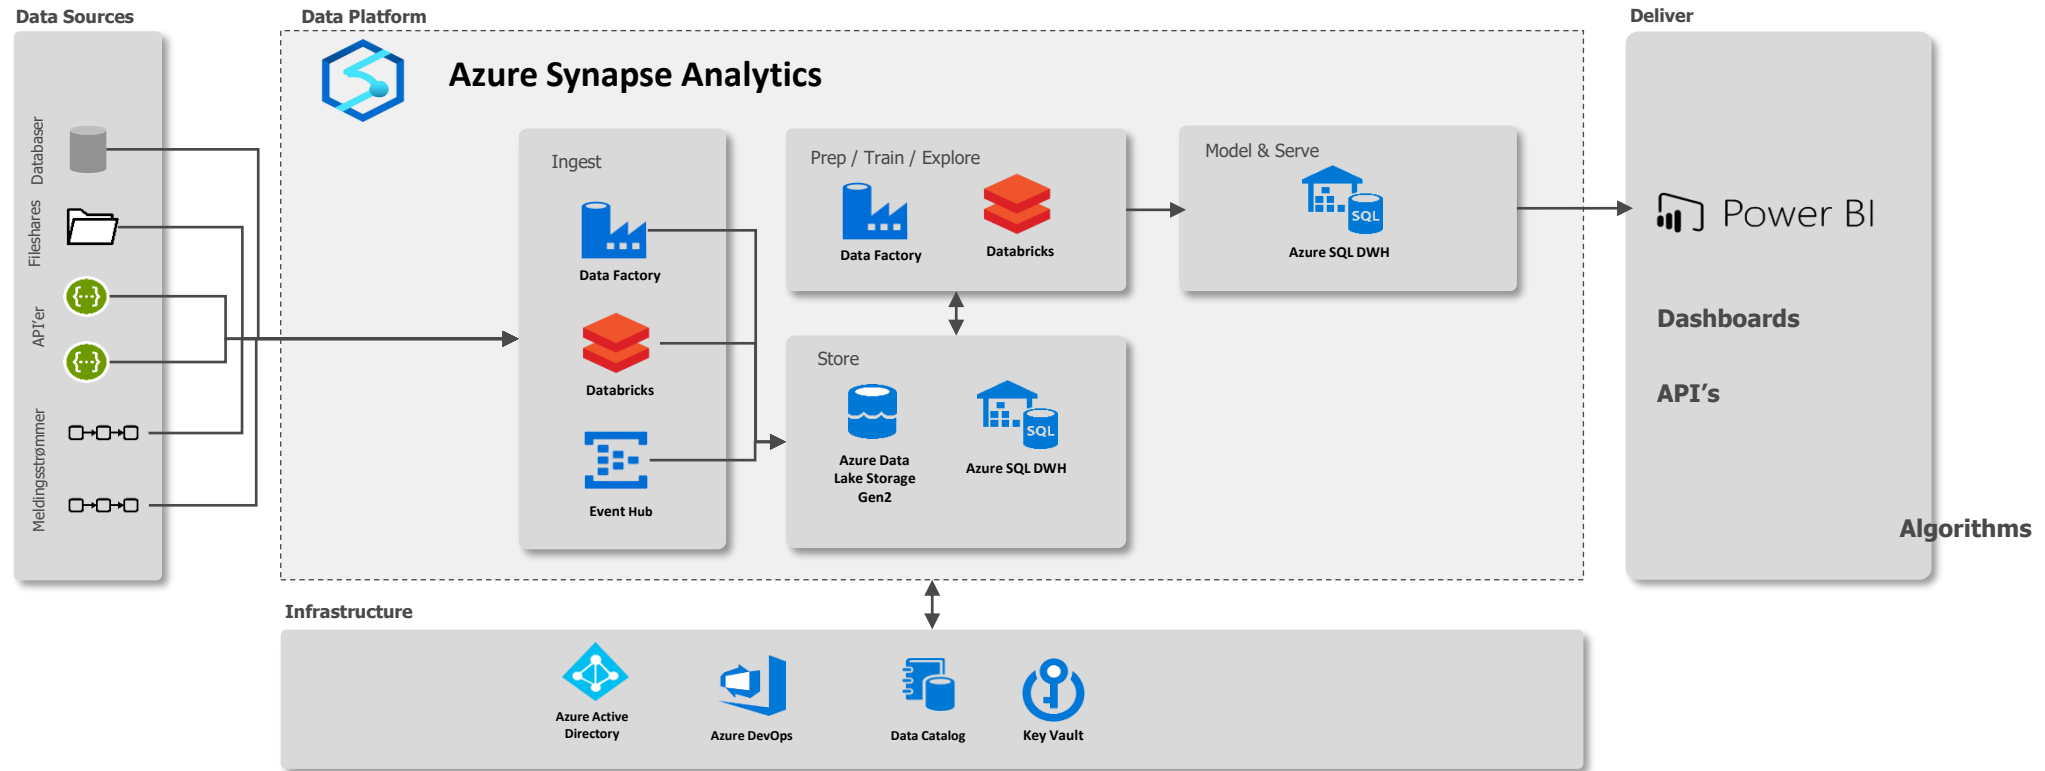 Data Sources
Databaser
Fileshares
API'er
Meldingsstrømmer
Data Platform
Azure Synapse Analytics
Ingest
Data Factory
Databricks
Event Hub
Prep / Train / Explore
Data Factory
Databricks
Store
Azure Data
Lake Storage
Gen2
Azure SQL DWH
SQL
Model & Serve
SQL
Azure SQL DWH
Deliver
Power BI
Dashboards
API’s
Algorithms
Infrastructure
Azure Active
Directory
Azure DevOps
Data Catalog
Key Vault